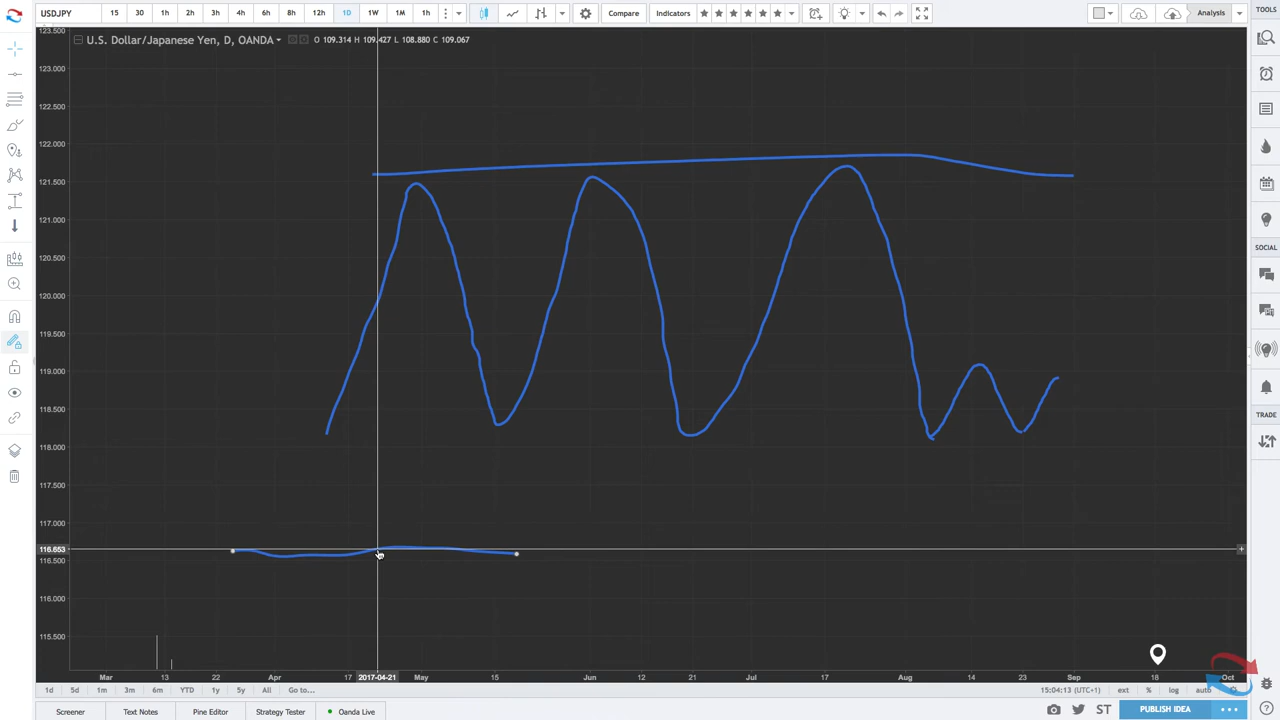 USDJPY 15 30 1h 2h 3h 4h 6h 8h 12h 1D 1W 1M 1h Compare Indicators Analysis TOOLS
U.S. Dollar/Japanese Yen, D, OANDA O 109.314 H 109.427 L 108.880 C 109.067
123.500
123.000
122.500
122.000
121.500
121.000
120.500
120.000
119.500
119.000
118.500
118.000
117.500
117.000
116.653
116.500
116.000
115.500
SOCIAL
TRADE
Mar 13 22 Apr 17 2017-04-21 May 15 Jun 21 Jul 17 Aug 14 23 Sep 18 Oct
1d 5d 1m 3m 6m YTD 1y 5y All Go to... 15:04:13 (UTC+1) ext % log auto
Screener Text Notes Pine Editor Strategy Tester Oanda Live ST PUBLISH IDEA